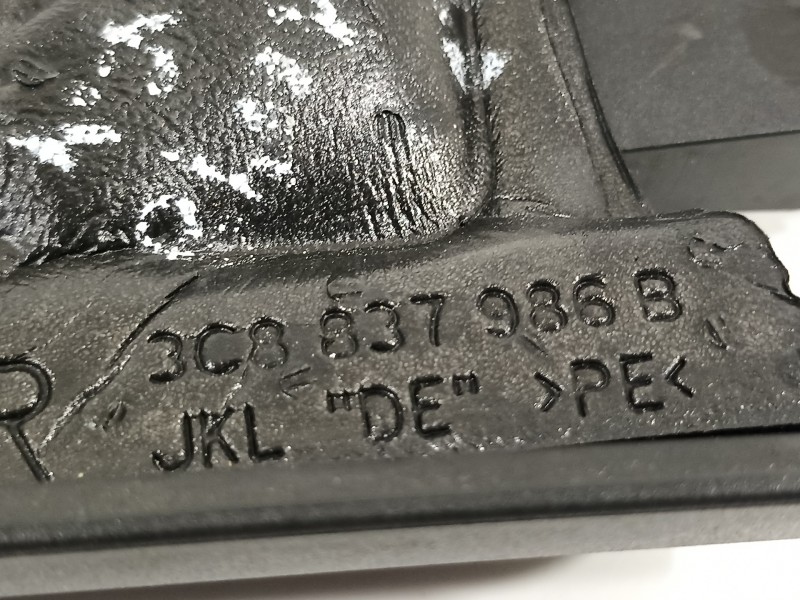 3C8 837 986 B
R
JKL "DE" >PE<